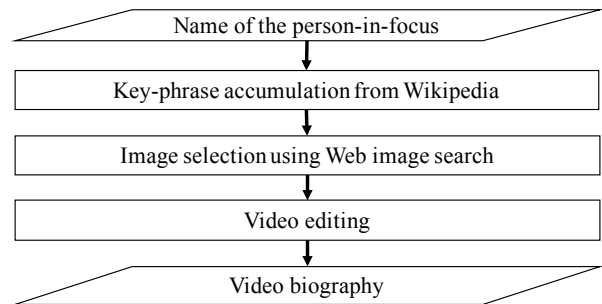 Name of the person-in-focus
Key-phrase accumulation from Wikipedia
Image selection using Web image search
Video editing
Video biography